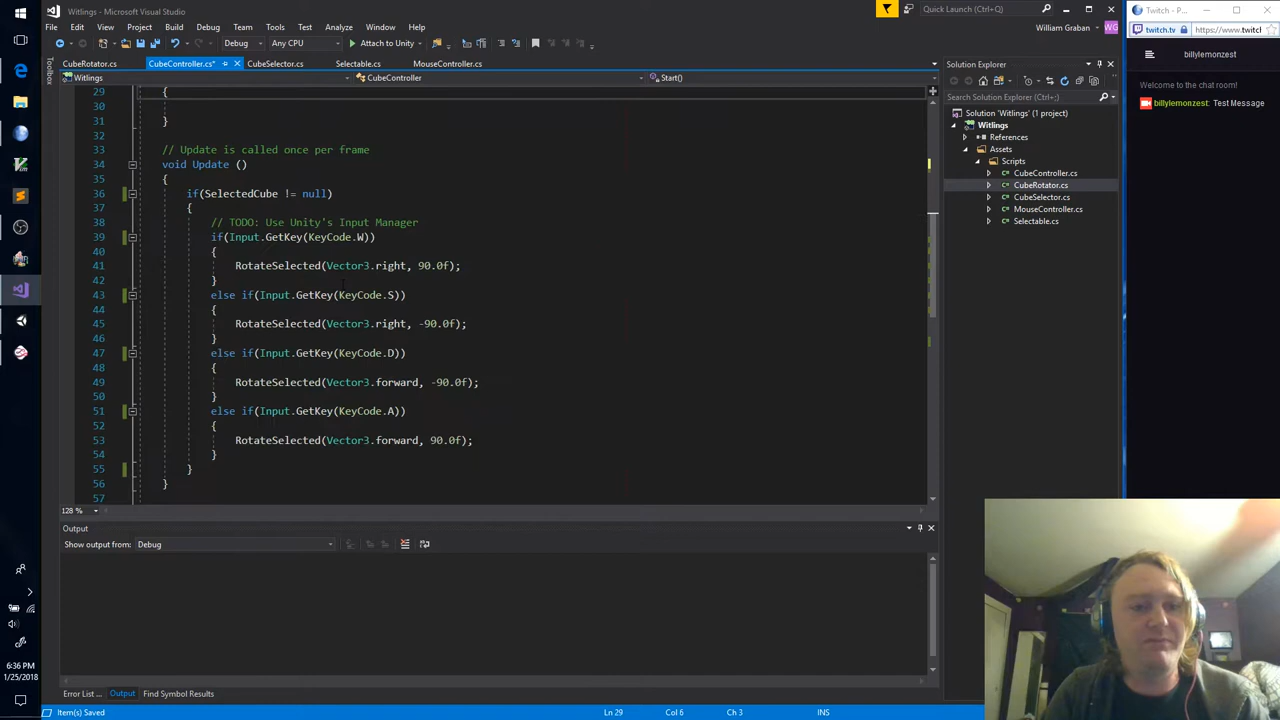 Witlings - Microsoft Visual Studio
Quick Launch (Ctrl+Q)
File Edit View Project Build Debug Team Tools Test Analyze Window Help
William Graban WG
Debug Any CPU Attach to Unity
CubeRotator.cs CubeController.cs* CubeSelector.cs Selectable.cs MouseController.cs
Witlings CubeController Start()
Toolbox
29 {
30
31 }
32
33 // Update is called once per frame
34 void Update ()
35 {
36 if(SelectedCube != null)
37 {
38 // TODO: Use Unity's Input Manager
39 if(Input.GetKey(KeyCode.W))
40 {
41 RotateSelected(Vector3.right, 90.0f);
42 }
43 else if(Input.GetKey(KeyCode.S))
44 {
45 RotateSelected(Vector3.right, -90.0f);
46 }
47 else if(Input.GetKey(KeyCode.D))
48 {
49 RotateSelected(Vector3.forward, -90.0f);
50 }
51 else if(Input.GetKey(KeyCode.A))
52 {
53 RotateSelected(Vector3.forward, 90.0f);
54 }
55 }
56 }
57
128 %
Output
Show output from: Debug
Error List ... Output Find Symbol Results
Item(s) Saved Ln 29 Col 6 Ch 3 INS
Solution Explorer
Search Solution Explorer (Ctrl+;)
Solution 'Witlings' (1 project)
Witlings
References
Assets
Scripts
CubeController.cs
CubeRotator.cs
CubeSelector.cs
MouseController.cs
Selectable.cs
Twitch - P...
twitch.tv https://www.twitcl
billylemonzest
Welcome to the chat room!
billylemonzest: Test Message
6:36 PM
1/25/2018